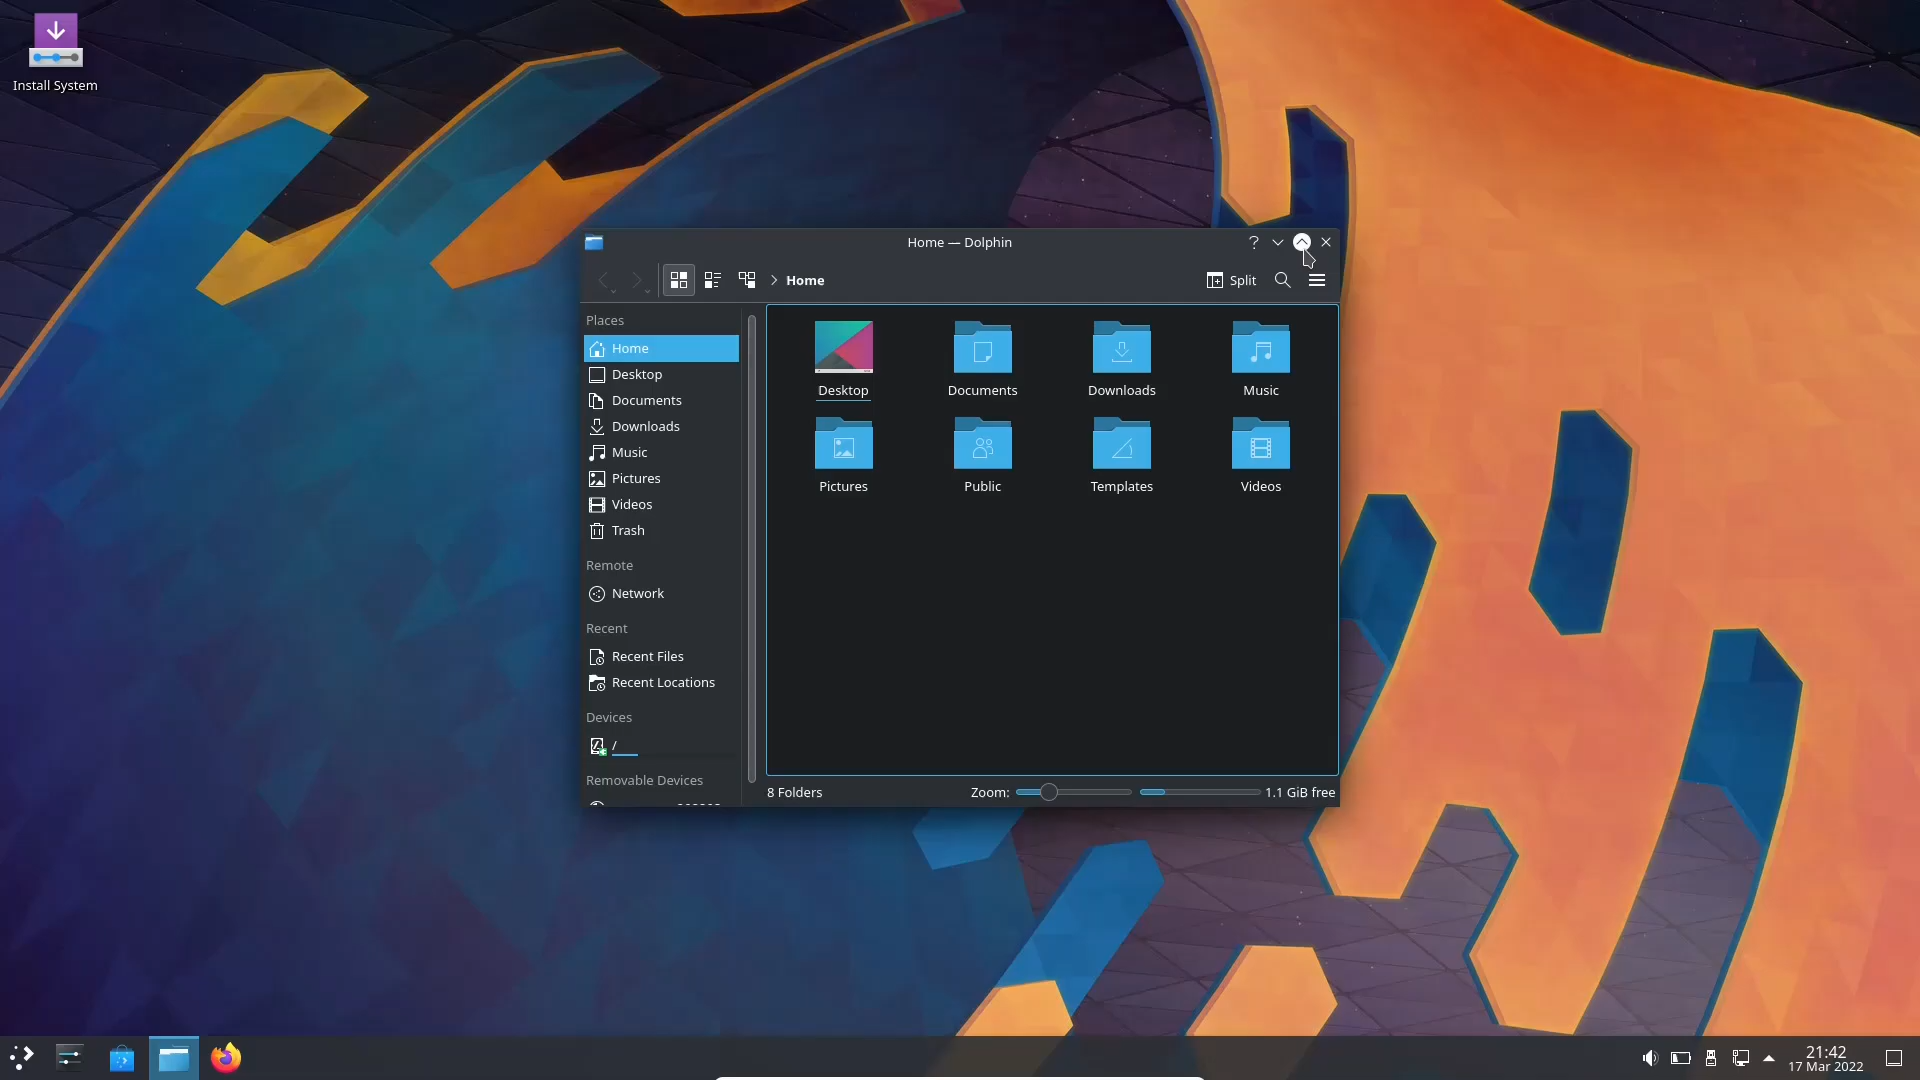 Install System
Home — Dolphin
Home
Split
Places
Home
Desktop
Documents
Downloads
Music
Pictures
Videos
Trash
Remote
Network
Recent
Recent Files
Recent Locations
Devices
/
Removable Devices
Desktop
Documents
Downloads
Music
Pictures
Public
Templates
Videos
8 Folders
Zoom:
1.1 GiB free
21:42
17 Mar 2022